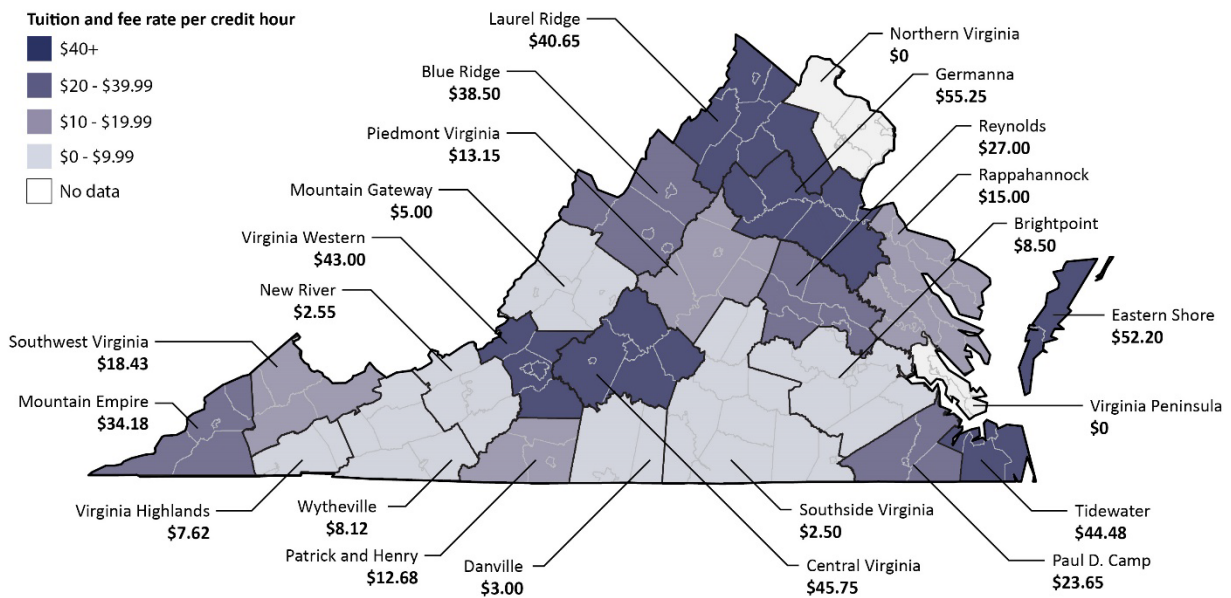 Tuition and fee rate per credit hour
$40+
$20 - $39.99
$10 - $19.99
$0 - $9.99
No data
Laurel Ridge
$40.65
Northern Virginia
$0
Blue Ridge
$38.50
Germanna
$55.25
Piedmont Virginia
$13.15
Reynolds
$27.00
Mountain Gateway
$5.00
Rappahannock
$15.00
Virginia Western
$43.00
Brightpoint
$8.50
New River
$2.55
Eastern Shore
$52.20
Southwest Virginia
$18.43
Mountain Empire
$34.18
Virginia Peninsula
$0
Virginia Highlands
$7.62
Wytheville
$8.12
Patrick and Henry
$12.68
Danville
$3.00
Southside Virginia
$2.50
Central Virginia
$45.75
Tidewater
$44.48
Paul D. Camp
$23.65